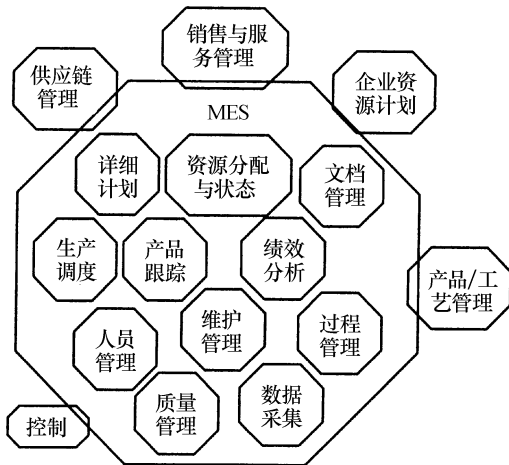 销售与服
务管理
供应链
管理
企业资
源计划
MES
详细
计划
资源分配
与状态
文档
管理
生产
调度
产品
跟踪
绩效
分析
产品/工
艺管理
人员
管理
维护
管理
过程
管理
质量
管理
数据
采集
控制